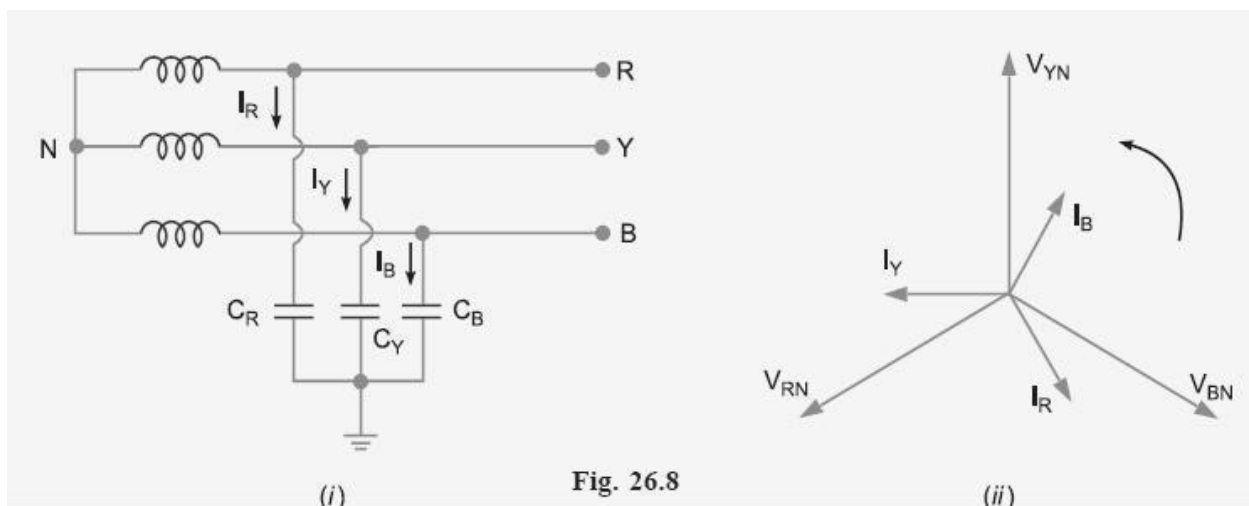 R
I_R
N
Y
I_Y
B
I_B
C_R
C_Y
C_B
(i)
V_YN
I_B
I_Y
V_RN
I_R
V_BN
(ii)
Fig. 26.8